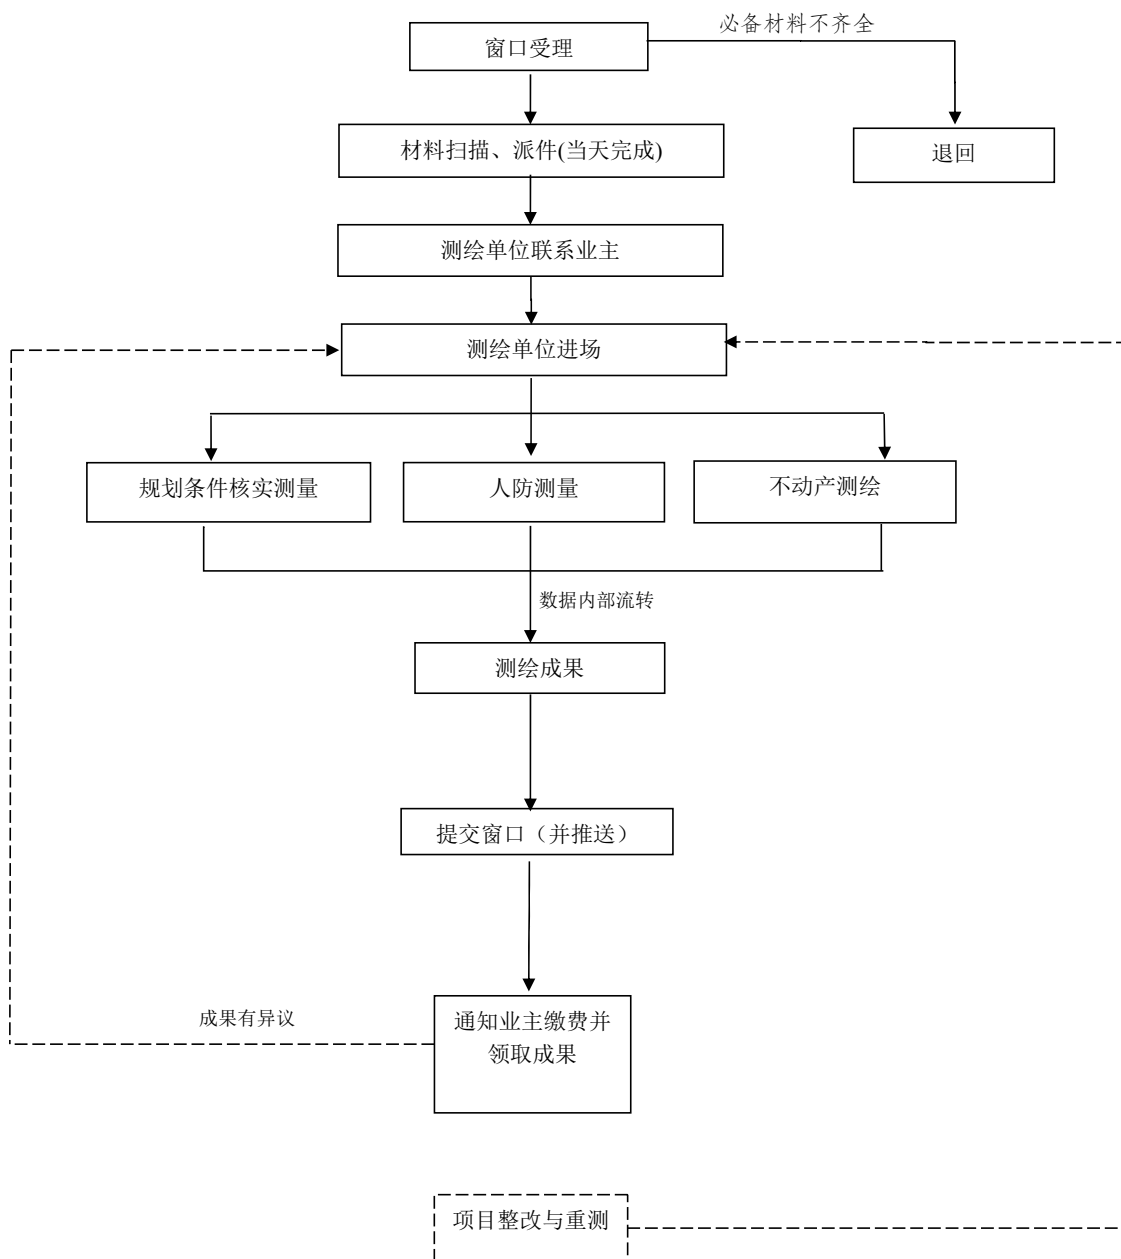 必备材料不齐全
窗口受理
材料扫描、派件(当天完成)
退回
测绘单位联系业主
测绘单位进场
规划条件核实测量
人防测量
不动产测绘
数据内部流转
测绘成果
提交窗口（并推送）
成果有异议
通知业主缴费并
领取成果
项目整改与重测